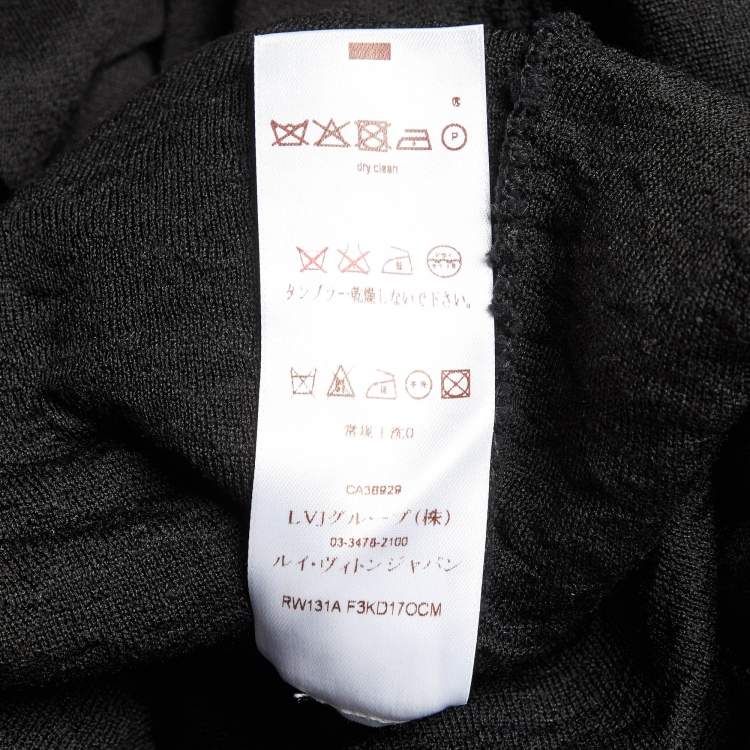 P
dry clean
タンブラー乾燥しないで下さい。
CA36929
LVJグループ(株)
03-3478-2100
ルイ・ヴィトンジャパン
RW131A F3KD17OCM